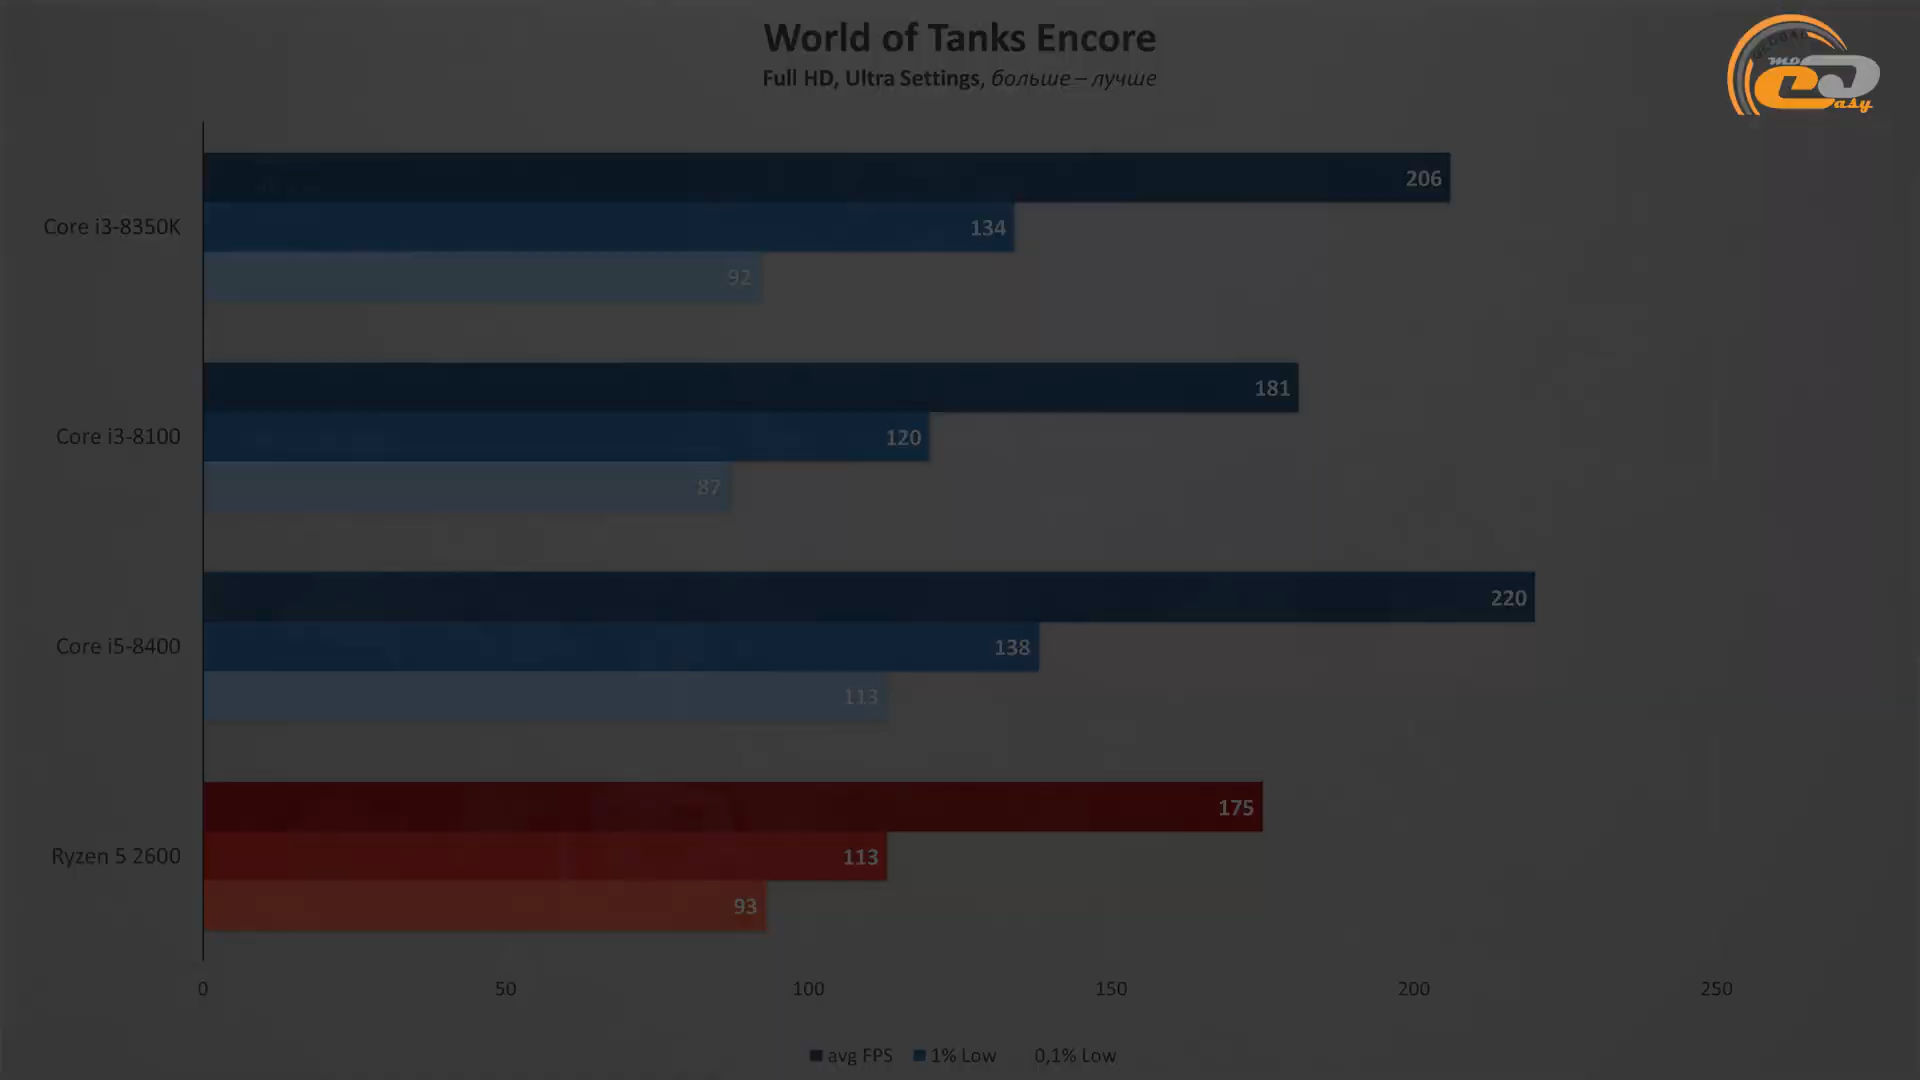 World of Tanks Encore
Full HD, Ultra Settings, больше – лучше
GLOBAL
easy
Core i3-8350K
206
134
92
Core i3-8100
181
120
87
Core i5-8400
220
138
113
Ryzen 5 2600
175
113
93
0 50 100 150 200 250
avg FPS 1% Low 0,1% Low